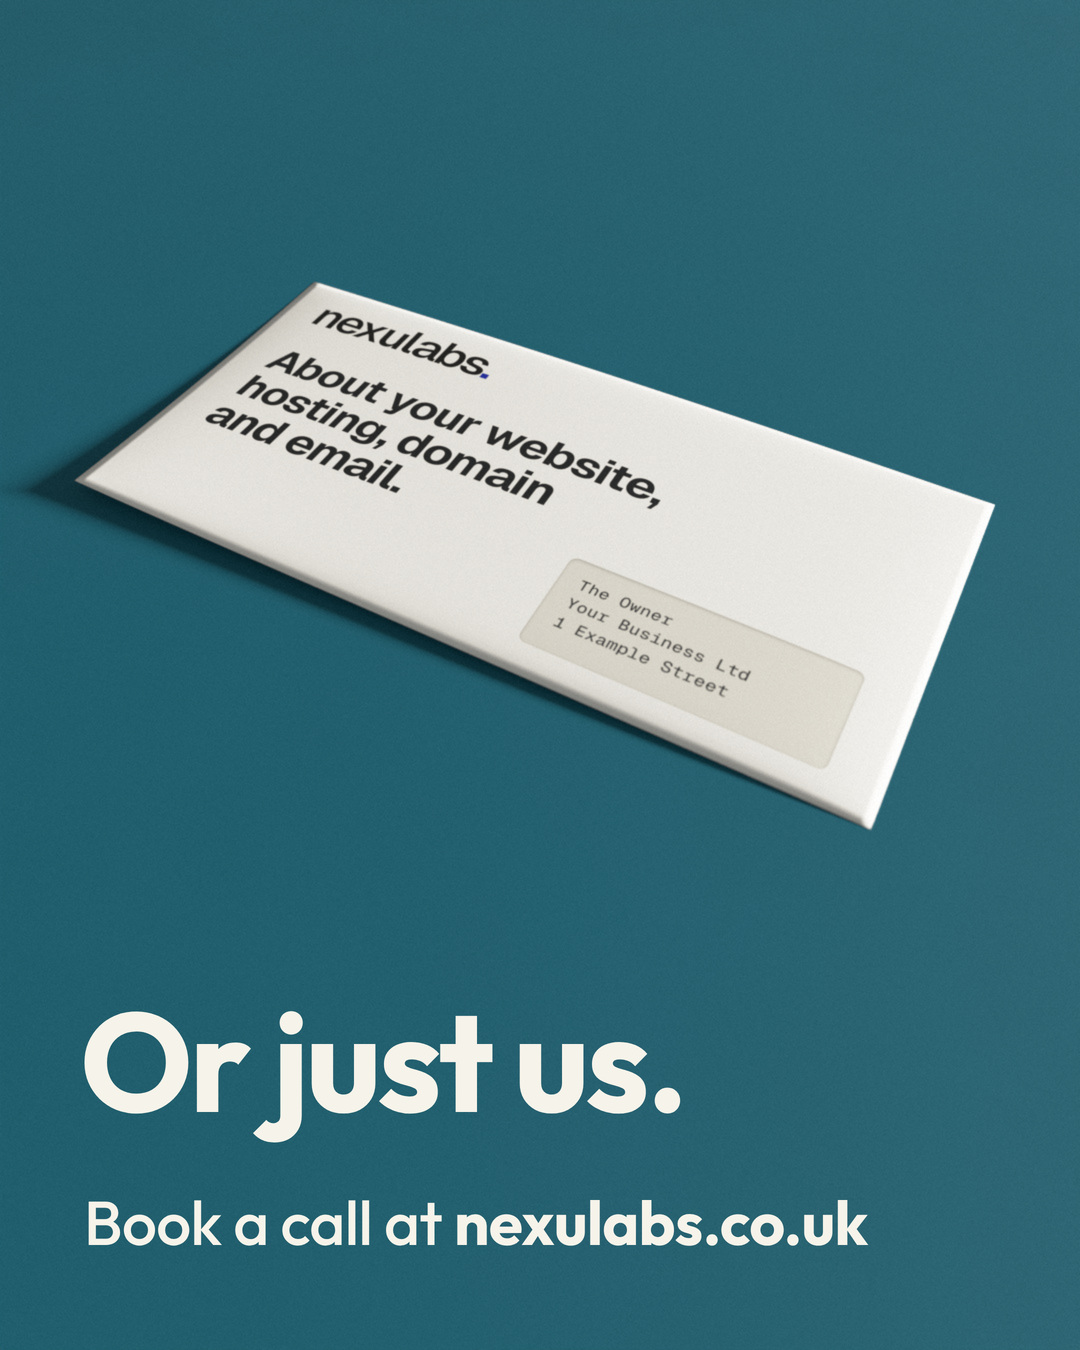 nexulabs.
About your website,
hosting, domain
and email.
The Owner
Your Business Ltd
1 Example Street
Or just us.
Book a call at nexulabs.co.uk